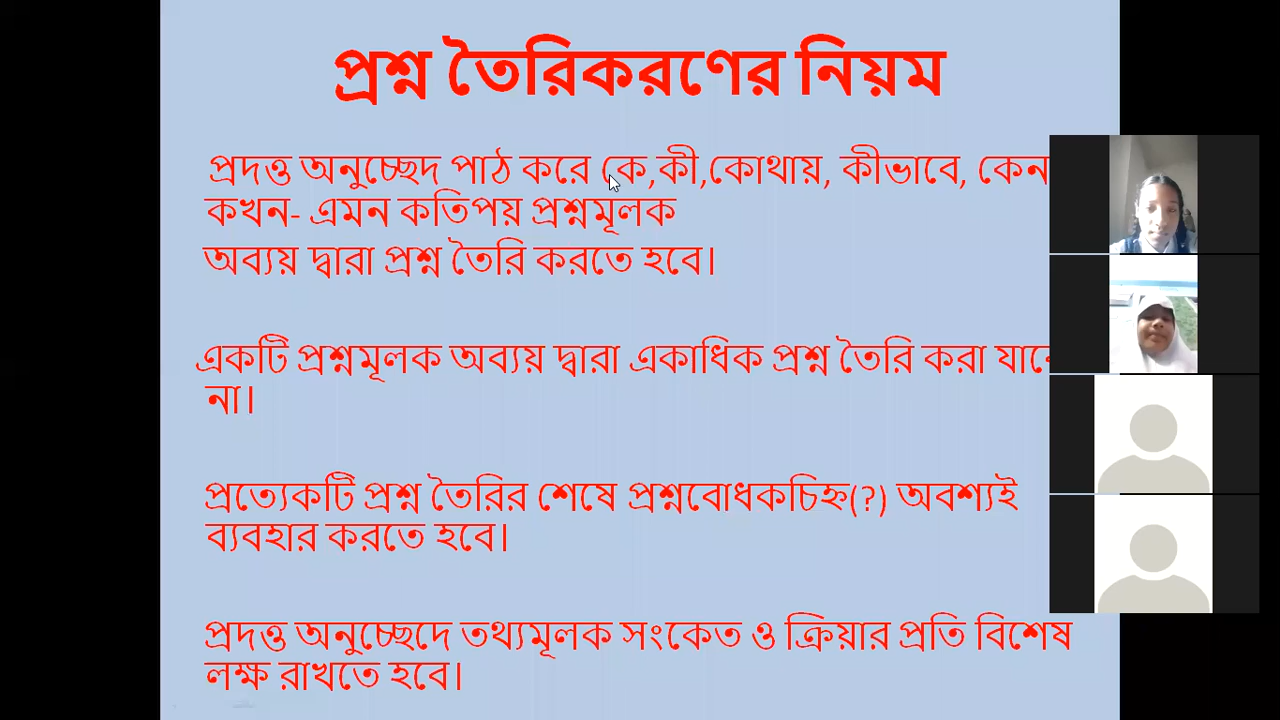 প্রশ্ন তৈরিকরণের নিয়ম
প্রদত্ত অনুচ্ছেদ পাঠ করে কে,কী,কোথায়, কীভাবে, কেন
কখন- এমন কতিপয় প্রশ্নমূলক
অব্যয় দ্বারা প্রশ্ন তৈরি করতে হবে।
একটি প্রশ্নমূলক অব্যয় দ্বারা একাধিক প্রশ্ন তৈরি করা
না।
প্রত্যেকটি প্রশ্ন তৈরির শেষে প্রশ্নবোধকচিহ্ন(?) অবশ্যই
ব্যবহার করতে হবে।
প্রদত্ত অনুচ্ছেদে তথ্যমূলক সংকেত ও ক্রিয়ার প্রতি বিশেষ
লক্ষ রাখতে হবে।